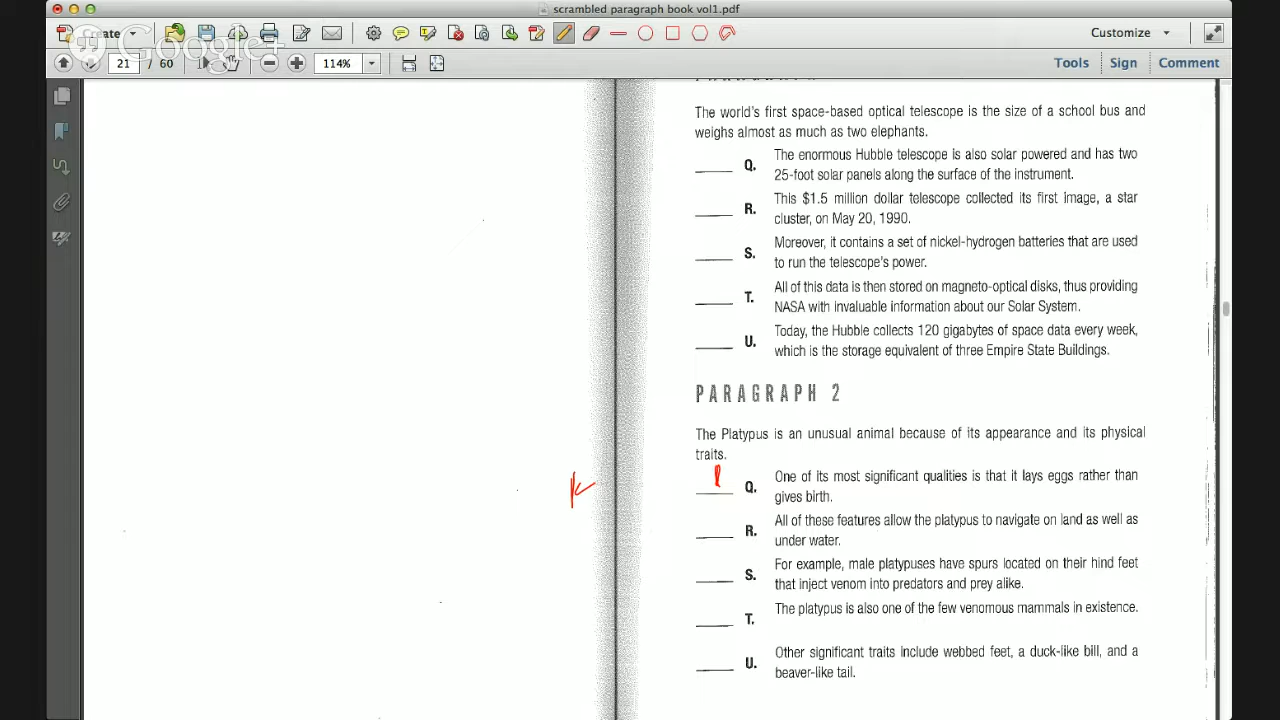 scrambled paragraph book vol1.pdf
Create
Customize
Google+
21 / 60
114%
Tools
Sign
Comment
The world's first space-based optical telescope is the size of a school bus and
weighs almost as much as two elephants.
Q. The enormous Hubble telescope is also solar powered and has two
25-foot solar panels along the surface of the instrument.
R. This $1.5 million dollar telescope collected its first image, a star
cluster, on May 20, 1990.
S. Moreover, it contains a set of nickel-hydrogen batteries that are used
to run the telescope's power.
T. All of this data is then stored on magneto-optical disks, thus providing
NASA with invaluable information about our Solar System.
U. Today, the Hubble collects 120 gigabytes of space data every week,
which is the storage equivalent of three Empire State Buildings.
PARAGRAPH 2
The Platypus is an unusual animal because of its appearance and its physical
traits.
Q. One of its most significant qualities is that it lays eggs rather than
gives birth.
R. All of these features allow the platypus to navigate on land as well as
under water.
S. For example, male platypuses have spurs located on their hind feet
that inject venom into predators and prey alike.
T. The platypus is also one of the few venomous mammals in existence.
U. Other significant traits include webbed feet, a duck-like bill, and a
beaver-like tail.